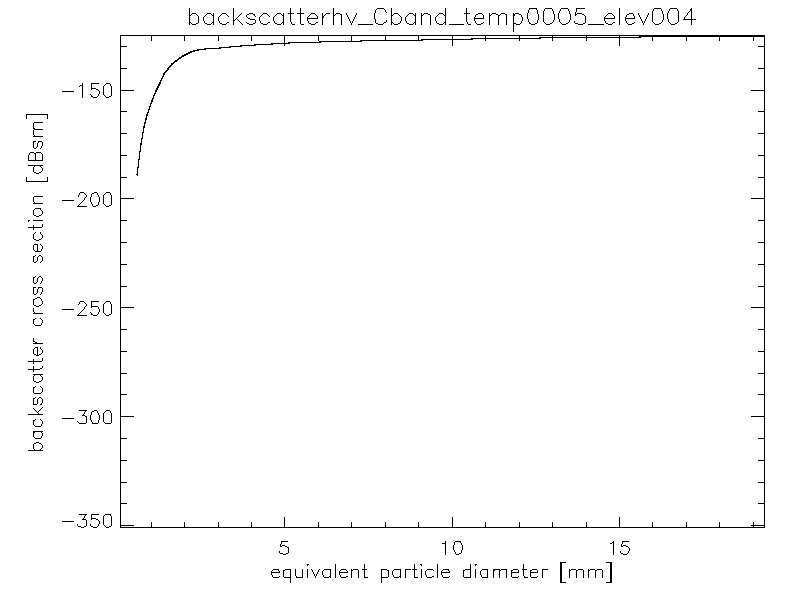 backscatterhv_Cband_temp0005_elev004
backscatter cross section [dBsm]
-150
-200
-250
-300
-350
5 10 15
equivalent particle diameter [mm]